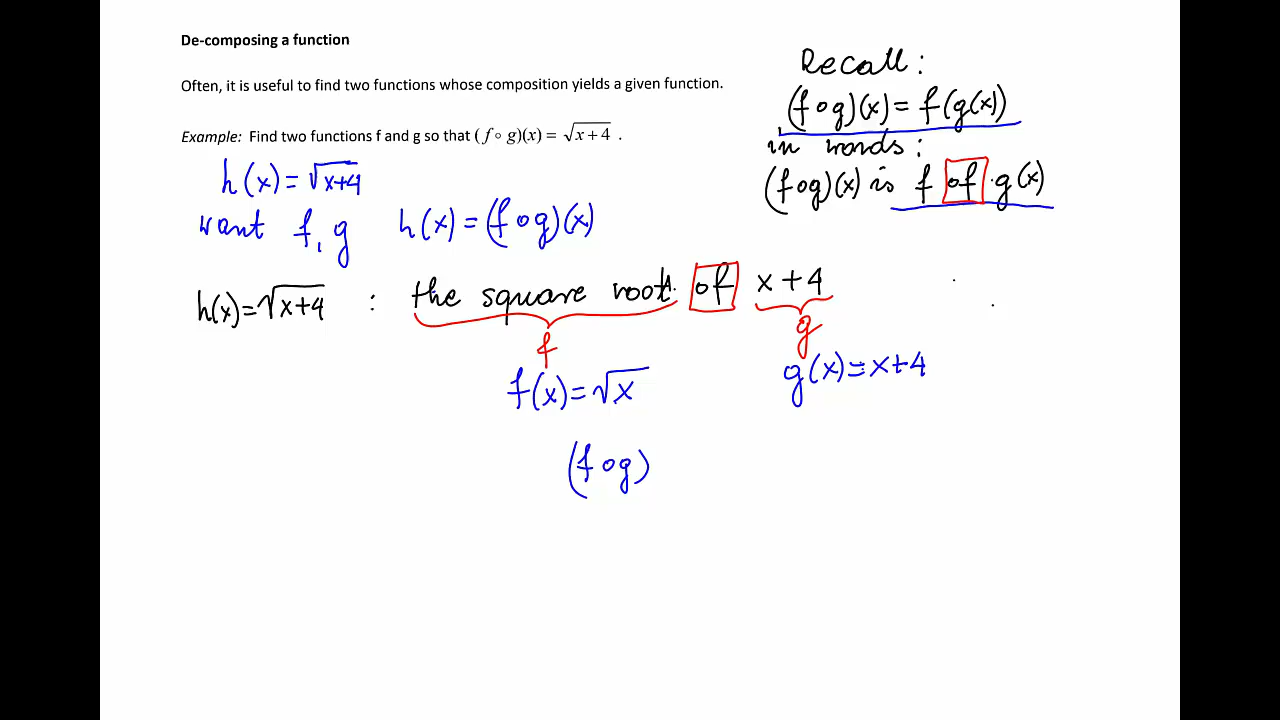 De-composing a function
Often, it is useful to find two functions whose composition yields a given function.
Example: Find two functions f and g so that (f ∘ g)(x) = √(x+4) .
Recall:
(f∘g)(x) = f(g(x))
in words:
(f∘g)(x) is f of g(x)
h(x) = √(x+4)
want f, g h(x) = (f∘g)(x)
h(x) = √(x+4) : the square root of x+4
f g
f(x) = √x g(x) = x+4
(f∘g)